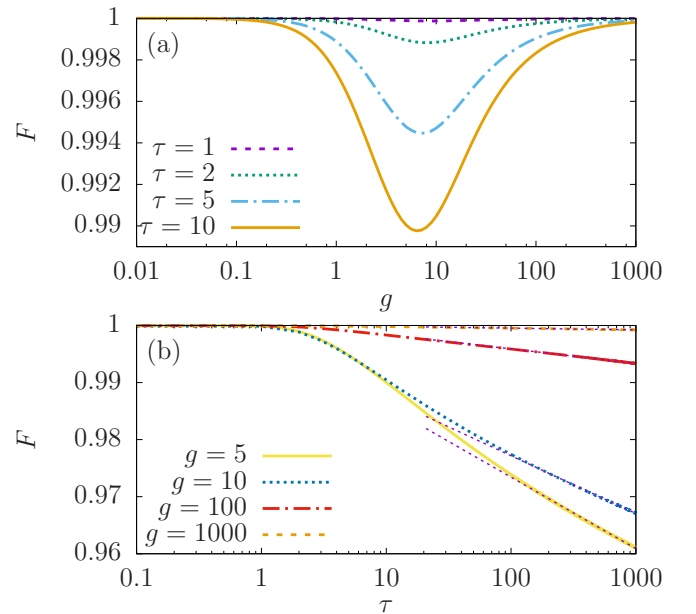 1
(a)
0.998
0.996
F
0.994
τ = 1
0.992
τ = 2
τ = 5
0.99
τ = 10
0.01 0.1 1 10 100 1000
g
1
(b)
0.99
F
0.98
g = 5
g = 10
0.97
g = 100
g = 1000
0.96
0.1 1 10 100 1000
τ